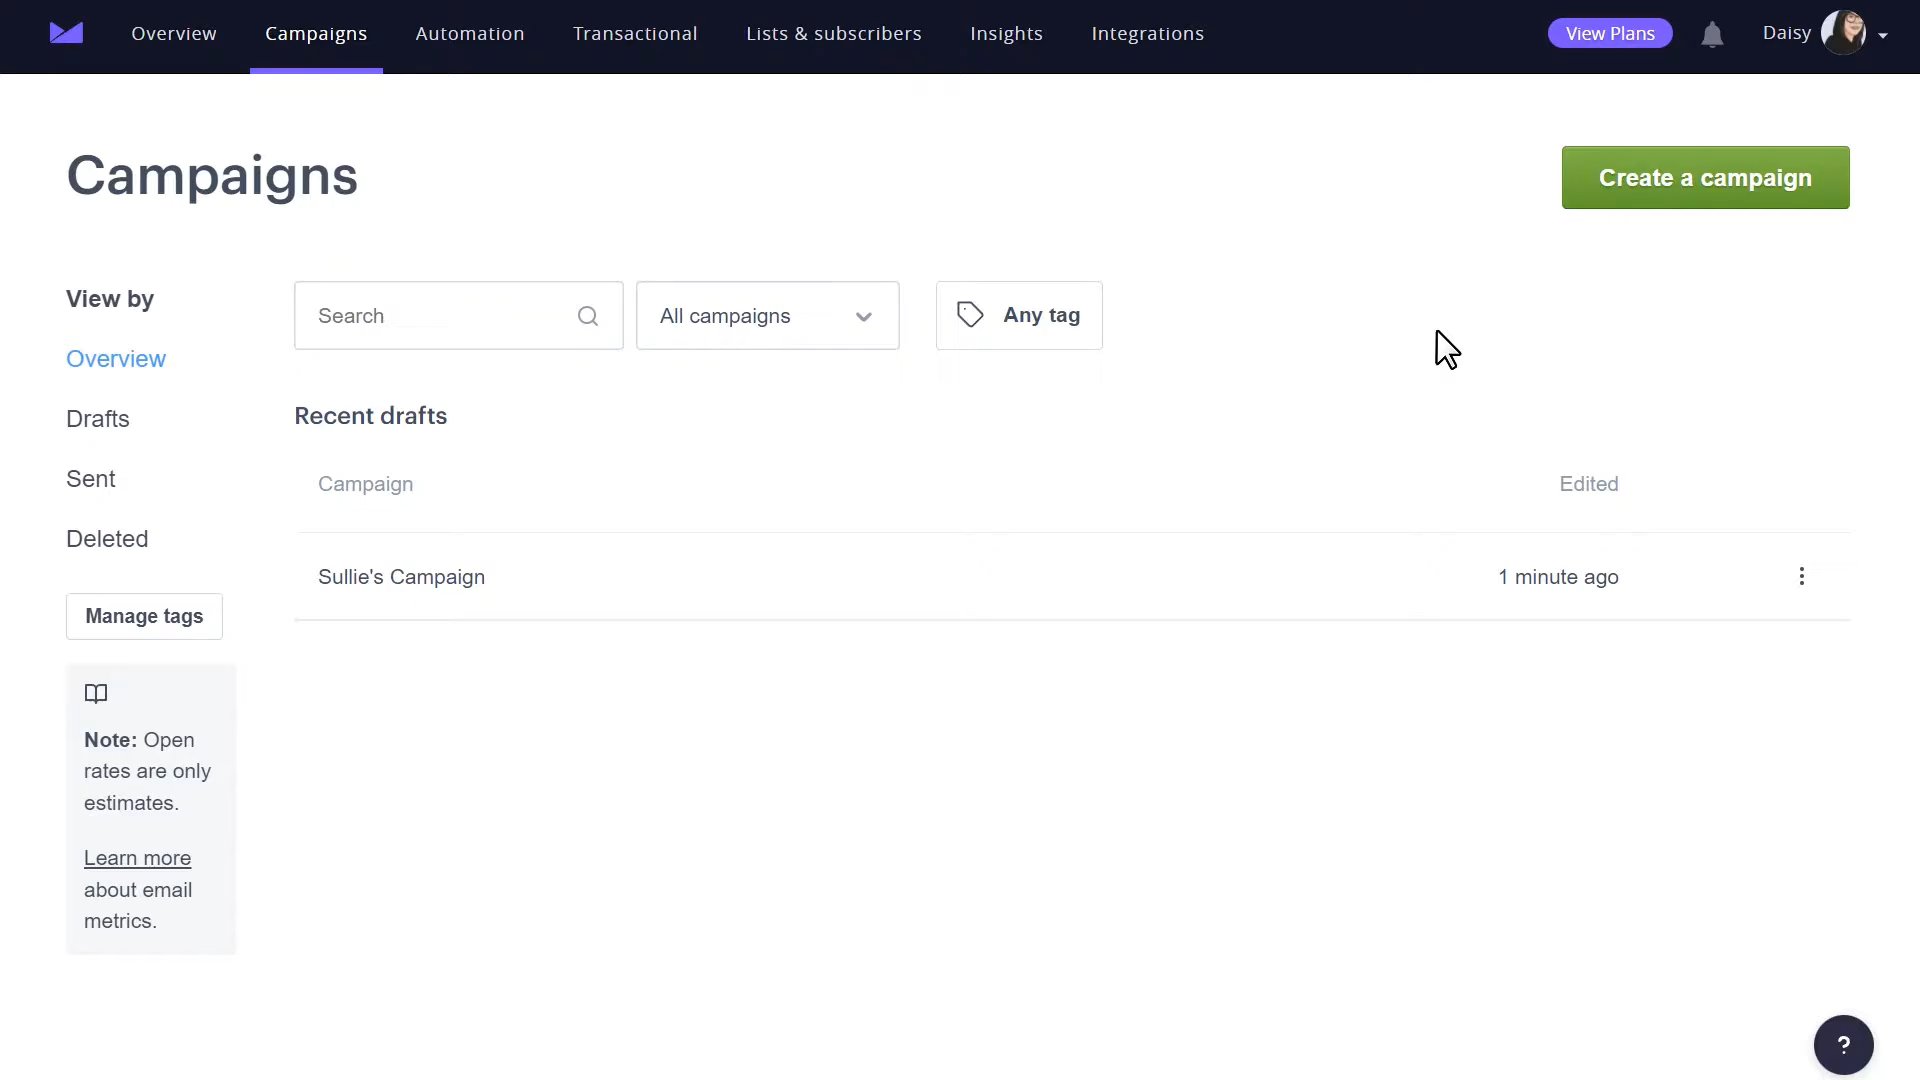 Overview Campaigns Automation Transactional Lists & subscribers Insights Integrations View Plans Daisy
Campaigns
Create a campaign
View by
Overview
Drafts
Sent
Deleted
Manage tags
Note: Open
rates are only
estimates.
Learn more
about email
metrics.
Search All campaigns Any tag
Recent drafts
Campaign Edited
Sullie's Campaign 1 minute ago
?